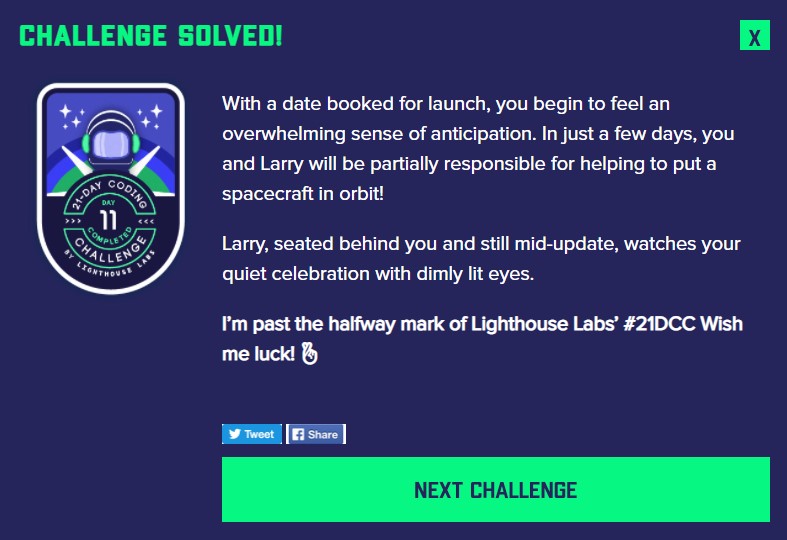 CHALLENGE SOLVED!
X
21-DAY CODING
DAY
11
>>> <<<
COMPLETED
CHALLENGE
BY LIGHTHOUSE LABS
With a date booked for launch, you begin to feel an
overwhelming sense of anticipation. In just a few days, you
and Larry will be partially responsible for helping to put a
spacecraft in orbit!
Larry, seated behind you and still mid-update, watches your
quiet celebration with dimly lit eyes.
I’m past the halfway mark of Lighthouse Labs’ #21DCC Wish
me luck! 🤞
Tweet Share
NEXT CHALLENGE